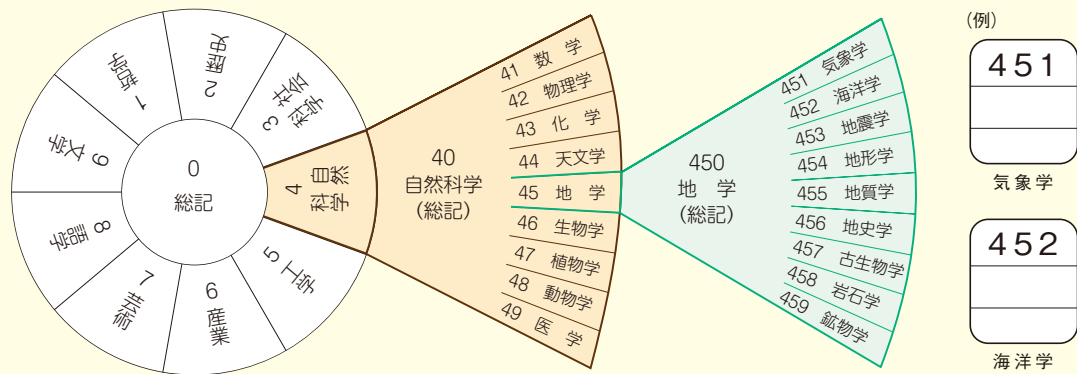 0
総記
1 哲学
2 歴史
3 社会科学
4 自然科学
5 工学
6 産業
7 芸術
8 語学
9 文学
40
自然科学
(総記)
41 数 学
42 物理学
43 化 学
44 天文学
45 地 学
46 生物学
47 植物学
48 動物学
49 医 学
450
地 学
(総記)
451 気象学
452 海洋学
453 地震学
454 地形学
455 地質学
456 地史学
457 古生物学
458 岩石学
459 鉱物学
(例)
451
気象学
452
海洋学